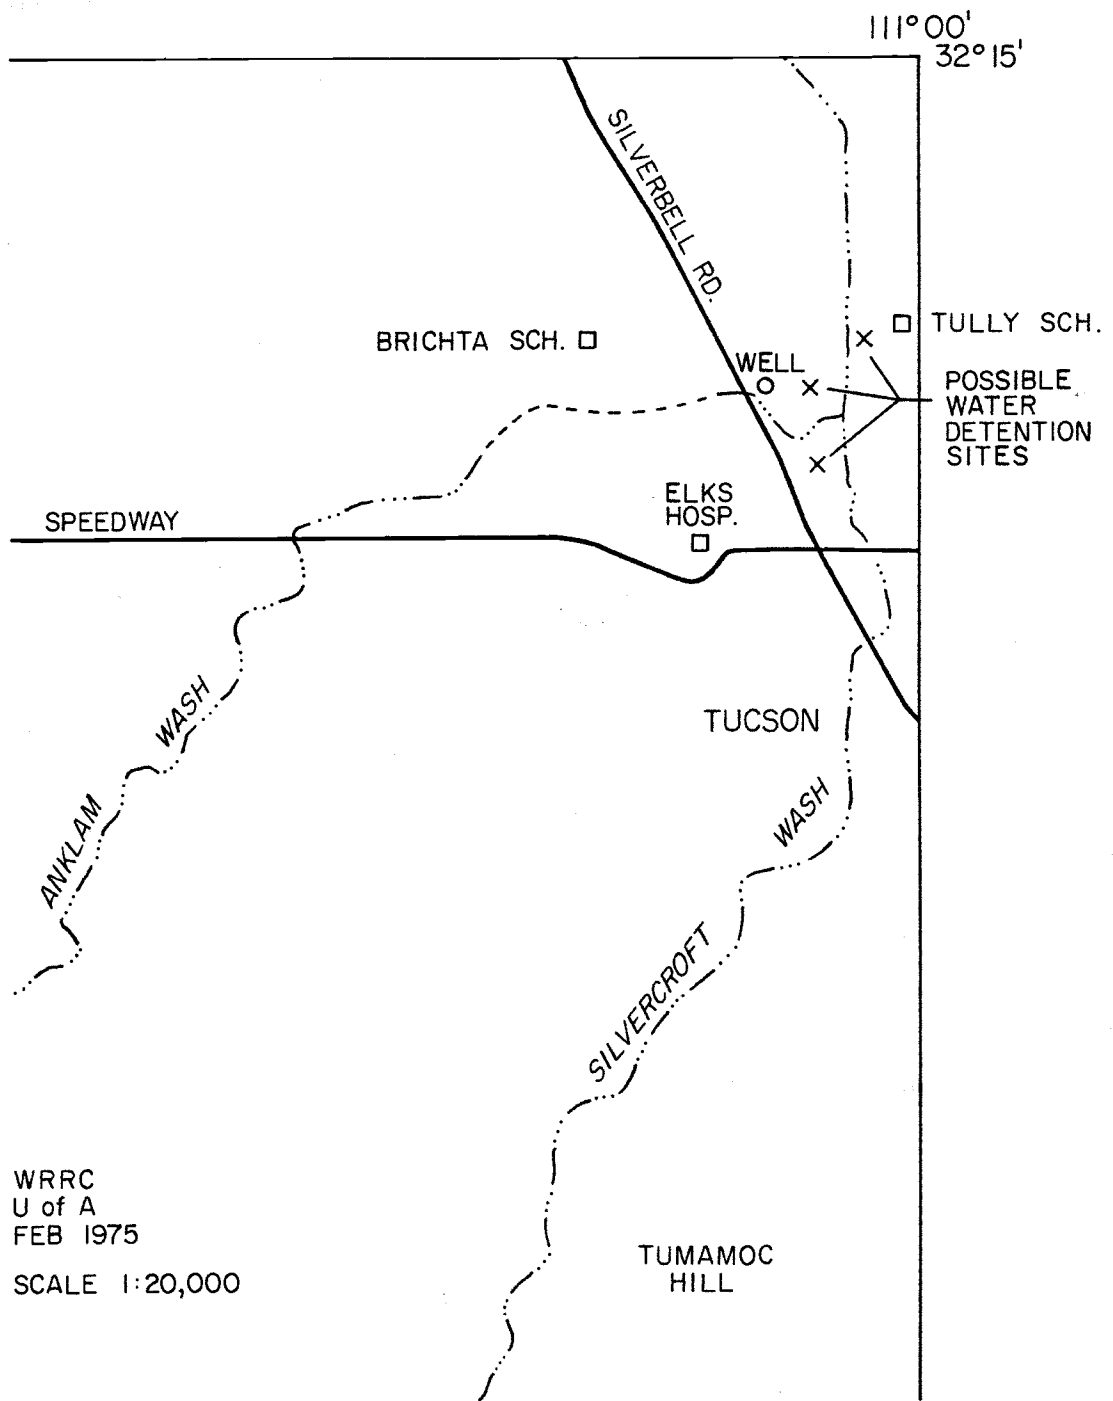 111°00'
32°15'
SILVERBELL RD.
BRICHTA SCH.
TULLY SCH.
WELL
POSSIBLE
WATER
DETENTION
SITES
ELKS
HOSP.
SPEEDWAY
TUCSON
ANKLAM WASH
SILVERCROFT WASH
WRRC
U of A
FEB 1975
SCALE 1:20,000
TUMAMOC
HILL